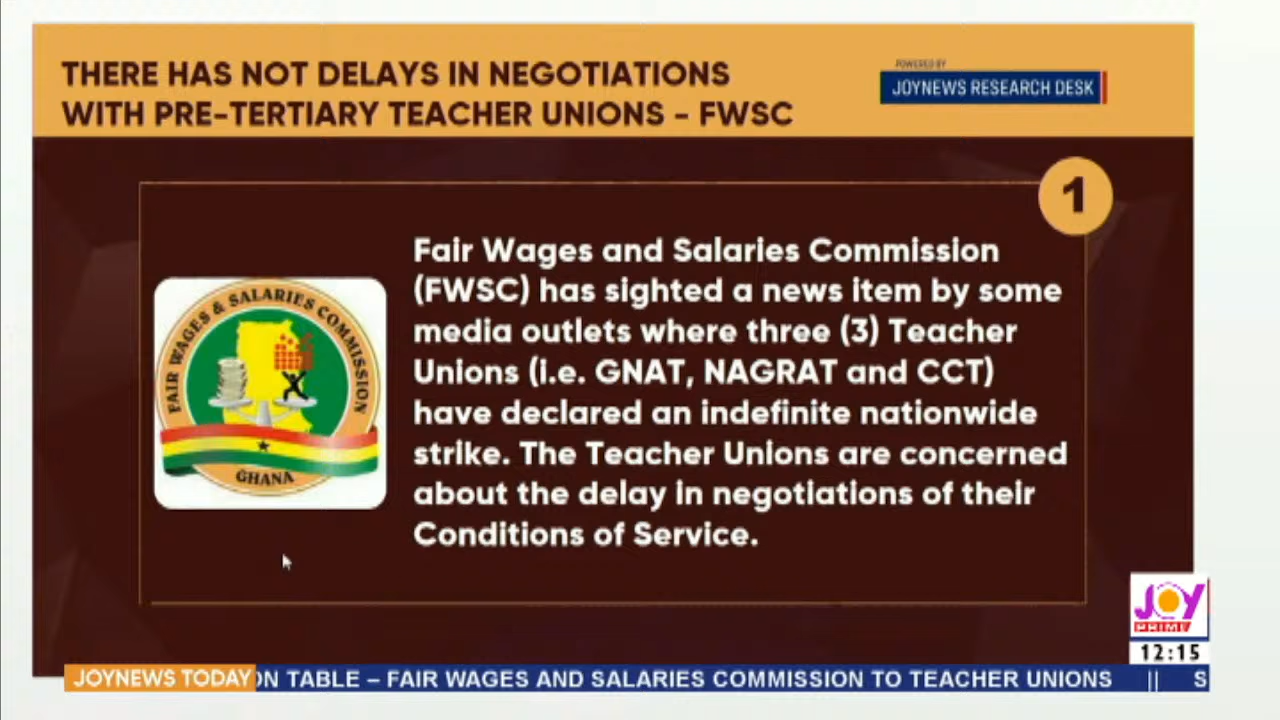 THERE HAS NOT DELAYS IN NEGOTIATIONS
WITH PRE-TERTIARY TEACHER UNIONS - FWSC
POWERED BY
JOYNEWS RESEARCH DESK
1
Fair Wages and Salaries Commission
(FWSC) has sighted a news item by some
media outlets where three (3) Teacher
Unions (i.e. GNAT, NAGRAT and CCT)
have declared an indefinite nationwide
strike. The Teacher Unions are concerned
about the delay in negotiations of their
Conditions of Service.
FAIR WAGES & SALARIES COMMISSION
GHANA
JOY
PRIME
12:15
JOYNEWS TODAY
ON TABLE – FAIR WAGES AND SALARIES COMMISSION TO TEACHER UNIONS || S